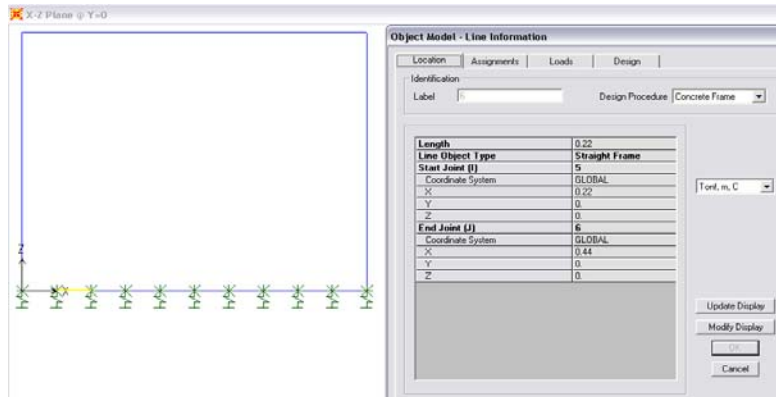 X-Z Plane @ Y=0
Object Model - Line Information
Location Assignments Loads Design
Identification
Label 6 Design Procedure Concrete Frame
Length 0.22
Line Object Type Straight Frame
Start Joint (I) 5
Coordinate System GLOBAL
X 0.22
Y 0.
Z 0.
End Joint (J) 6
Coordinate System GLOBAL
X 0.44
Y 0.
Z 0.
Tonf, m, C
Update Display
Modify Display
OK
Cancel
Z
X